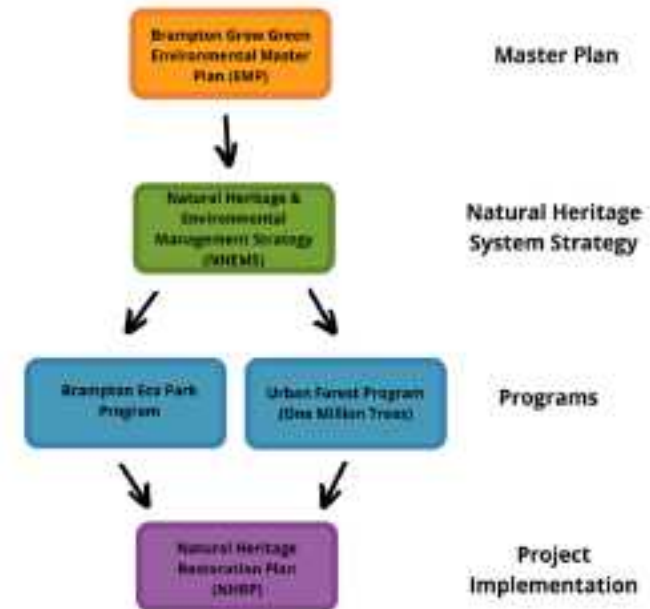 Brampton Grow Green
Environmental Master
Plan (EMP)
Master Plan
Natural Heritage &
Environmental
Management Strategy
(NHEMS)
Natural Heritage
System Strategy
Brampton Eco Park
Program
Urban Forest Program
(One Million Trees)
Programs
Natural Heritage
Restoration Plan
(NHRP)
Project
Implementation